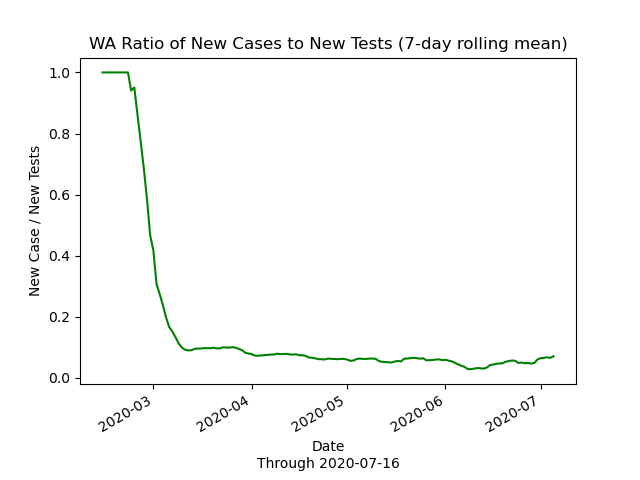 WA Ratio of New Cases to New Tests (7-day rolling mean)
1.0
0.8
0.6
0.4
0.2
0.0
New Case / New Tests
2020-03
2020-04
2020-05
2020-06
2020-07
Date
Through 2020-07-16